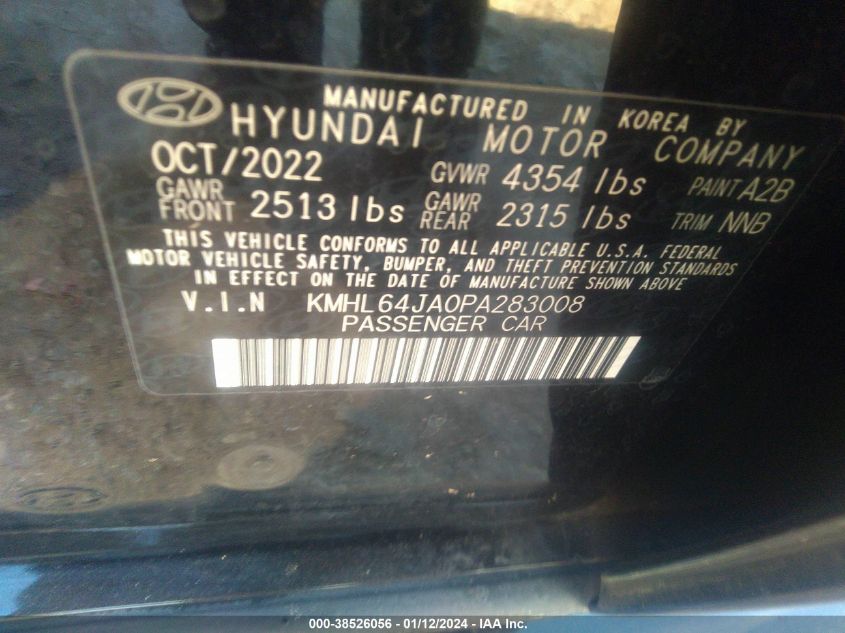 MANUFACTURED IN KOREA BY
HYUNDAI MOTOR COMPANY
OCT/2022 GVWR 4354 lbs PAINT A2B
GAWR FRONT 2513 lbs GAWR REAR 2315 lbs TRIM NNB
THIS VEHICLE CONFORMS TO ALL APPLICABLE U.S.A. FEDERAL
MOTOR VEHICLE SAFETY, BUMPER, AND THEFT PREVENTION STANDARDS
IN EFFECT ON THE DATE OF MANUFACTURE SHOWN ABOVE
V.I.N KMHL64JA0PA283008
PASSENGER CAR
000-38526056 - 01/12/2024 - IAA Inc.